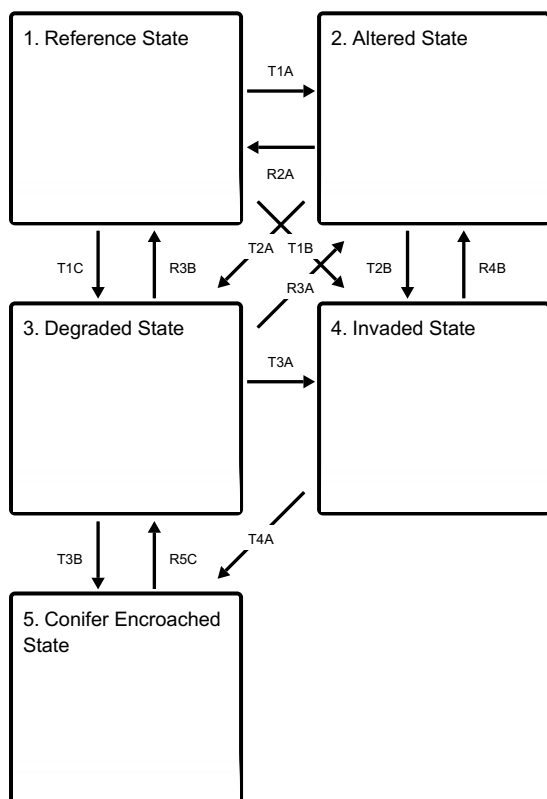 1. Reference State
2. Altered State
T1A
R2A
T2A
T1B
T1C
R3B
R3A
T2B
R4B
3. Degraded State
4. Invaded State
T3A
T4A
T3B
R5C
5. Conifer Encroached
State